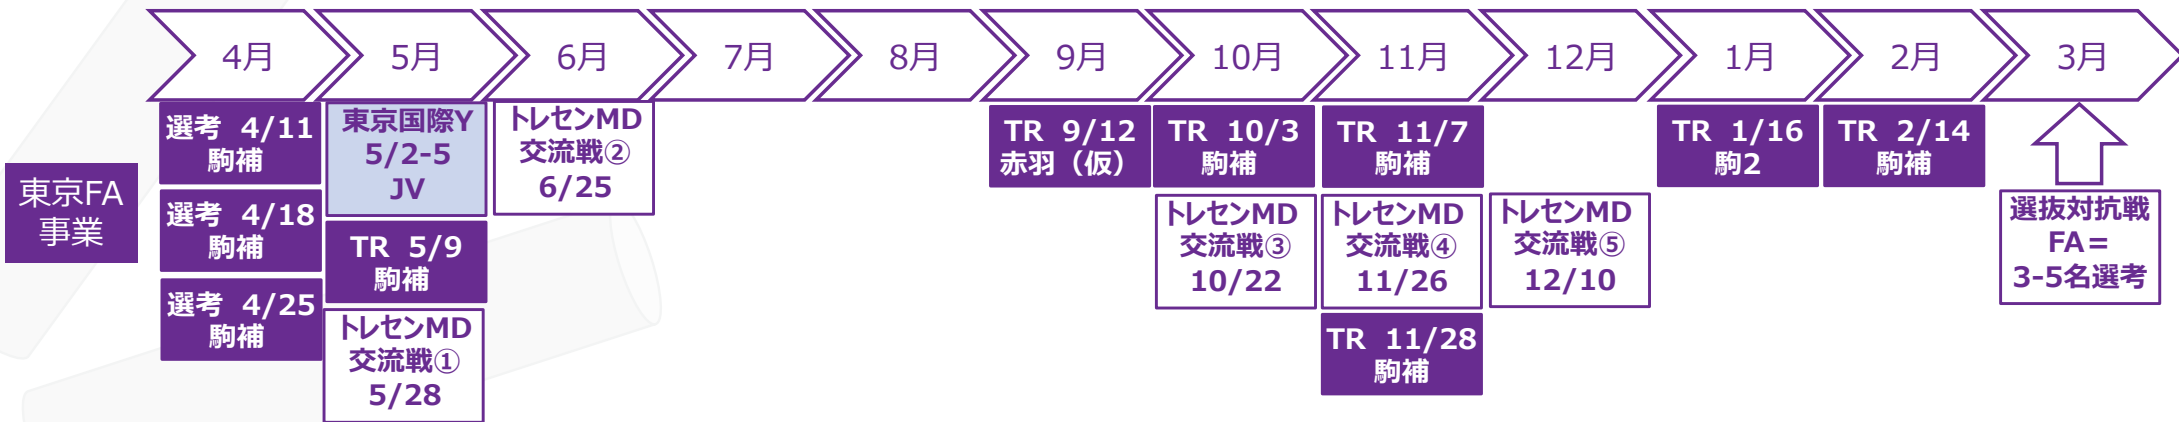 4月
5月
6月
7月
8月
9月
10月
11月
12月
1月
2月
3月
東京FA
事業
選考 4/11
駒補
選考 4/18
駒補
選考 4/25
駒補
東京国際Y
5/2-5
JV
TR 5/9
駒補
トレセンMD
交流戦①
5/28
トレセンMD
交流戦②
6/25
TR 9/12
赤羽（仮）
TR 10/3
駒補
トレセンMD
交流戦③
10/22
TR 11/7
駒補
トレセンMD
交流戦④
11/26
TR 11/28
駒補
トレセンMD
交流戦⑤
12/10
TR 1/16
駒2
TR 2/14
駒補
選抜対抗戦
FA＝
3-5名選考